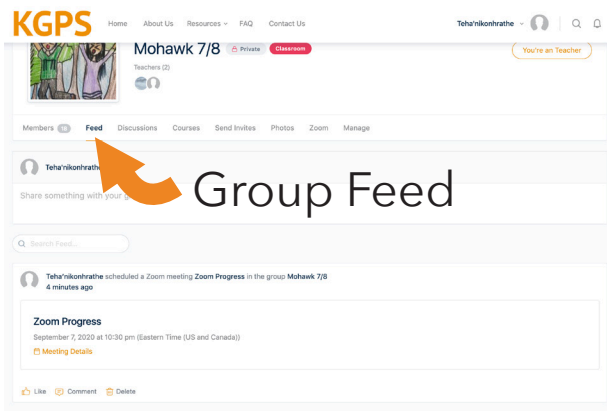 KGPS Home About Us Resources FAQ Contact Us Teha'nikonhrathe
Mohawk 7/8 Private Classroom You're an Teacher
Teachers (2)
Members 18 Feed Discussions Courses Send Invites Photos Zoom Manage
Teha'nikonhrathe
Share something with your
Group Feed
Search Feed...
Teha'nikonhrathe scheduled a Zoom meeting Zoom Progress in the group Mohawk 7/8
4 minutes ago
Zoom Progress
September 7, 2020 at 10:30 pm (Eastern Time (US and Canada))
Meeting Details
Like Comment Delete